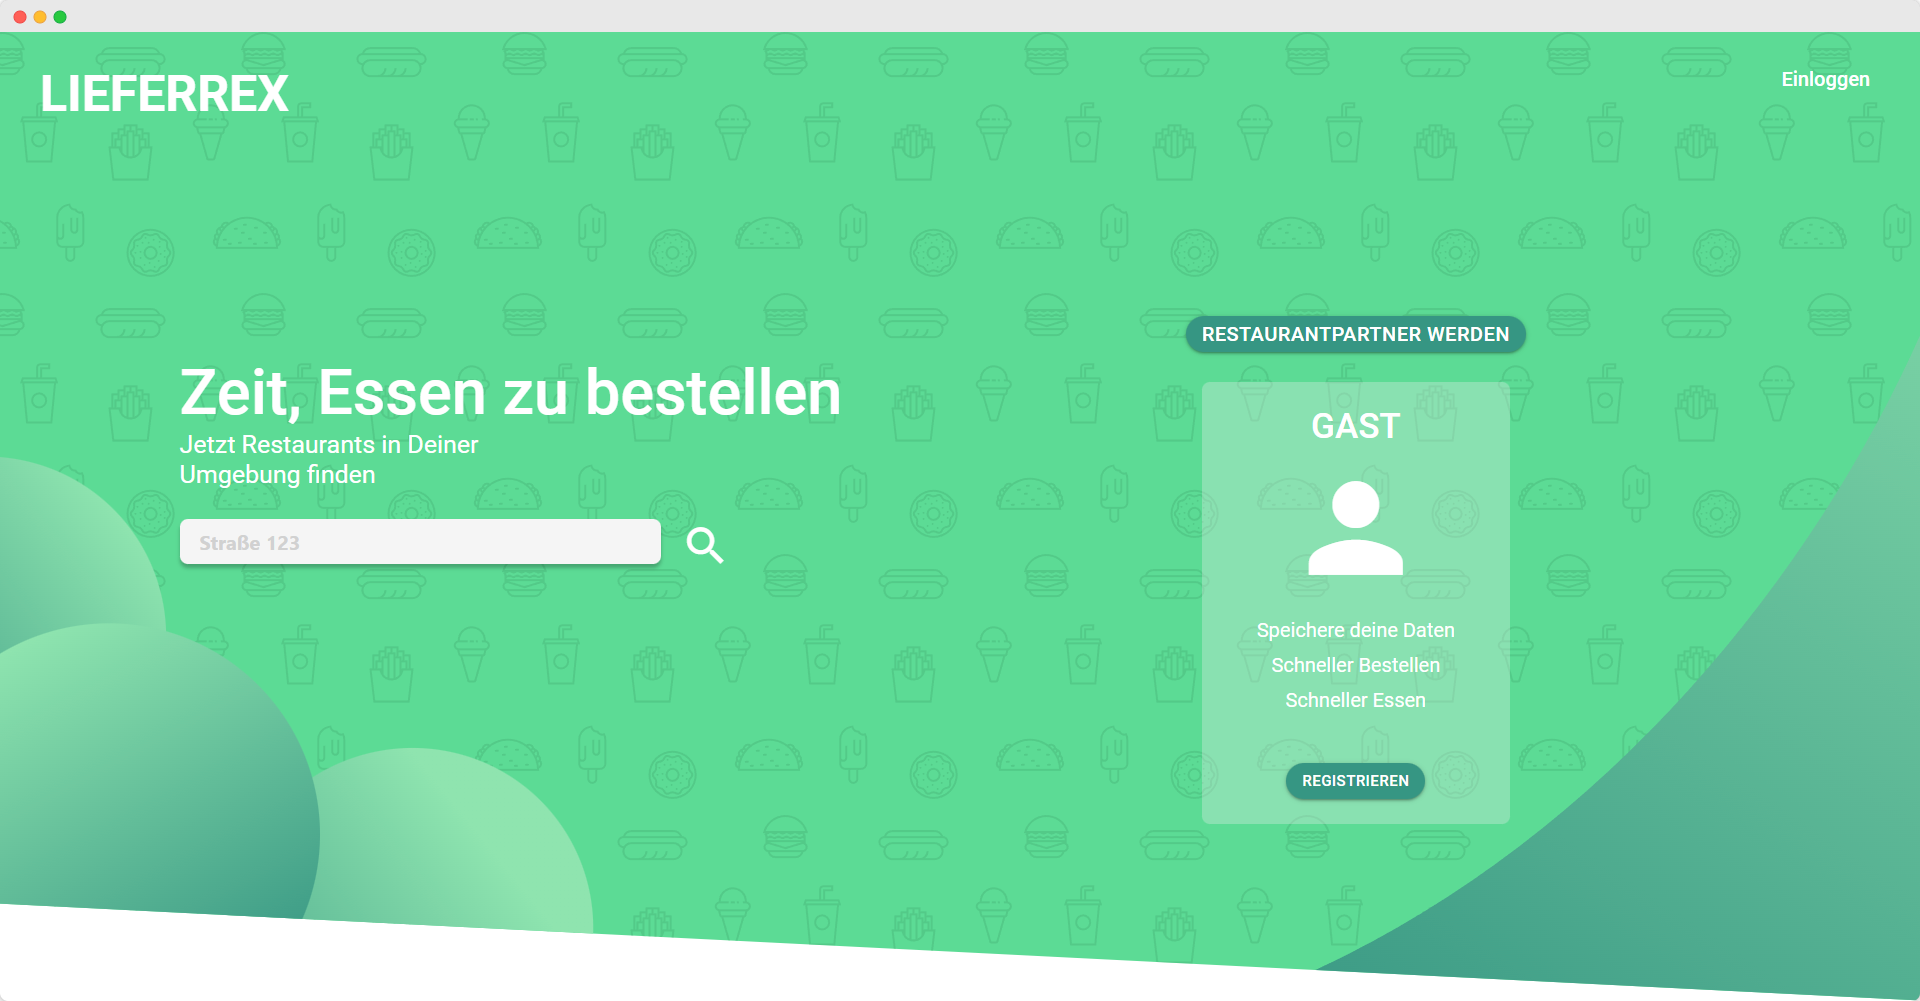 LIEFERREX
Einloggen
Zeit, Essen zu bestellen
Jetzt Restaurants in Deiner
Umgebung finden
Straße 123
RESTAURANTPARTNER WERDEN
GAST
Speichere deine Daten
Schneller Bestellen
Schneller Essen
REGISTRIEREN